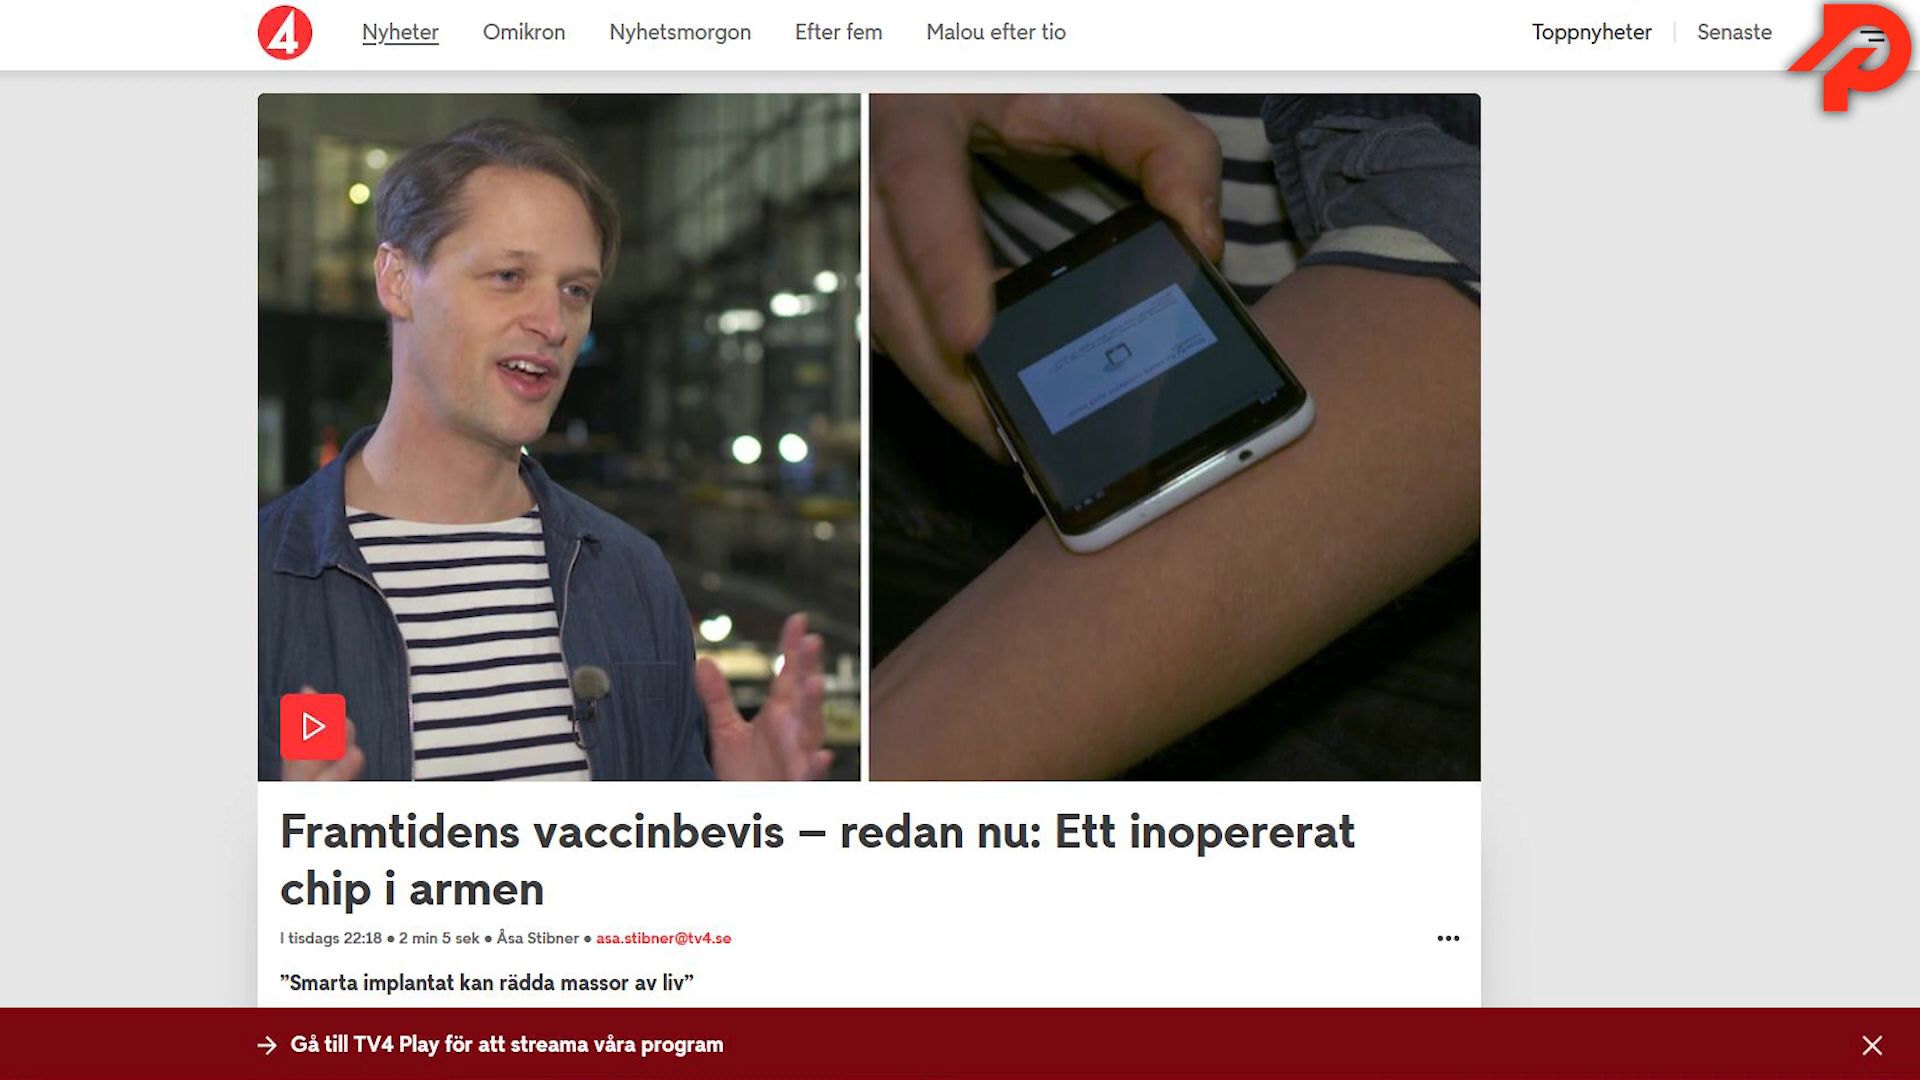 4
Nyheter
Omikron
Nyhetsmorgon
Efter fem
Malou efter tio
Toppnyheter
Senaste
Framtidens vaccinbevis – redan nu: Ett inopererat
chip i armen
I tisdags 22:18 • 2 min 5 sek • Åsa Stibner • asa.stibner@tv4.se
”Smarta implantat kan rädda massor av liv”
Gå till TV4 Play för att streama våra program